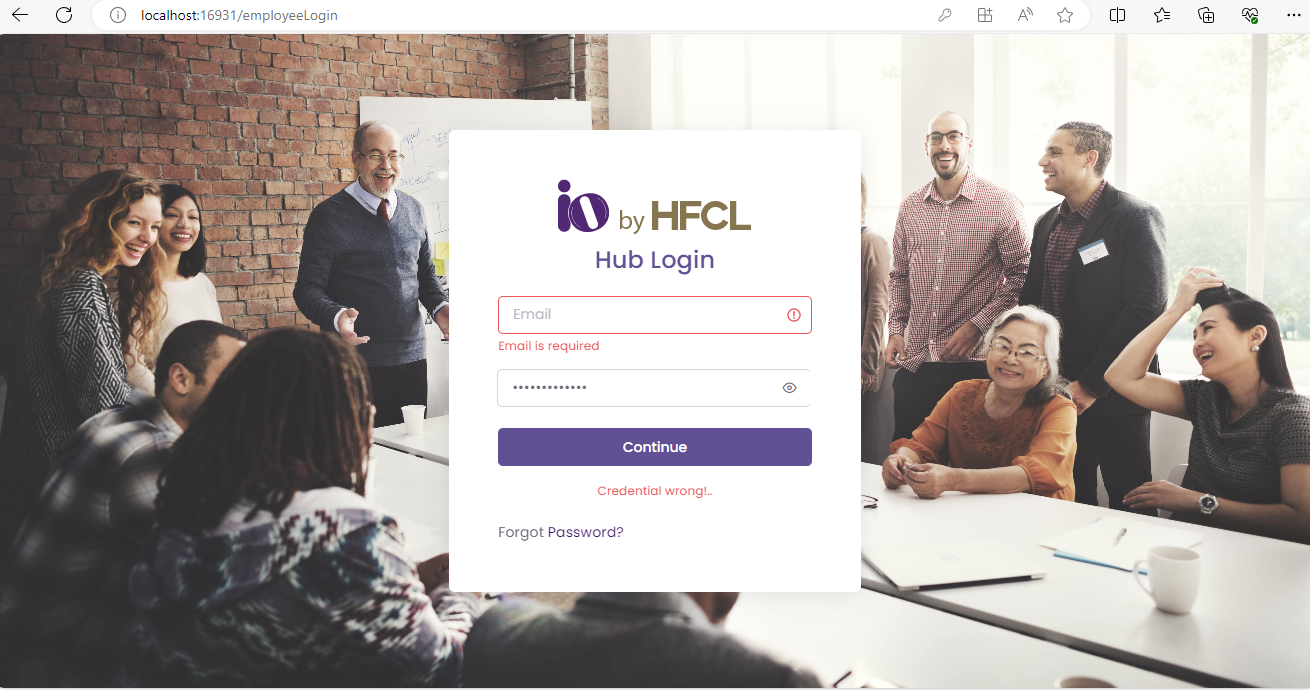 localhost:16931/employeeLogin
io by HFCL
Hub Login
Email
Email is required
•••••••••••••
Continue
Credential wrong!..
Forgot Password?